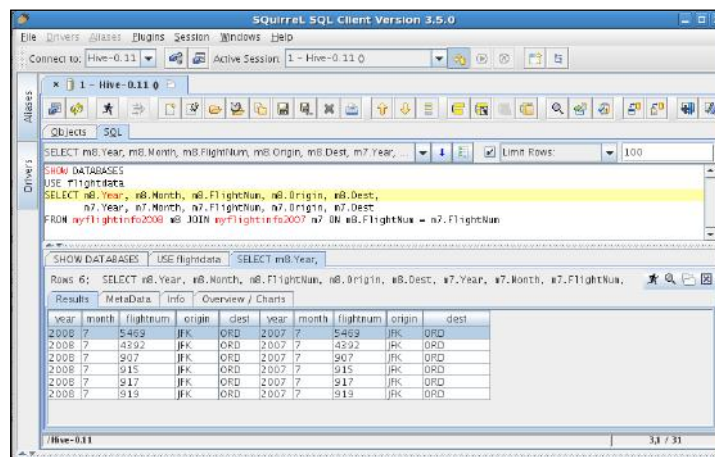 SQuirreL SQL Client Version 3.5.0
File Drivers Aliases Plugins Session Windows Help
Connect to: Hive-0.11 Active Session: 1 - Hive-0.11 ()
1 - Hive-0.11 ()
Aliases
Drivers
Objects SQL
SELECT m8.Year, m8.Month, m8.FlightNum, m8.Origin, m8.Dest, m7.Year, ... Limit Rows: 100
SHOW DATABASES
USE flightdata
SELECT m8.Year, m8.Month, m8.FlightNum, m8.Origin, m8.Dest,
m7.Year, m7.Month, m7.FlightNum, m7.Origin, m7.Dest
FROM myflightinfo2008 m8 JOIN myflightinfo2007 m7 ON m8.FlightNum = m7.FlightNum
SHOW DATABASES USE flightdata SELECT m8.Year,
Rows 6; SELECT m8.Year, m8.Month, m8.FlightNum, m8.Origin, m8.Dest, m7.Year, m7.Month, m7.FlightNum,
Results MetaData Info Overview / Charts
year month flightnum origin dest year month flightnum origin dest
2008 7 5469 JFK ORD 2007 7 5469 JFK ORD
2008 7 4392 JFK ORD 2007 7 4392 JFK ORD
2008 7 907 JFK ORD 2007 7 907 JFK ORD
2008 7 915 JFK ORD 2007 7 915 JFK ORD
2008 7 917 JFK ORD 2007 7 917 JFK ORD
2008 7 919 JFK ORD 2007 7 919 JFK ORD
/Hive-0.11 3,1 / 31